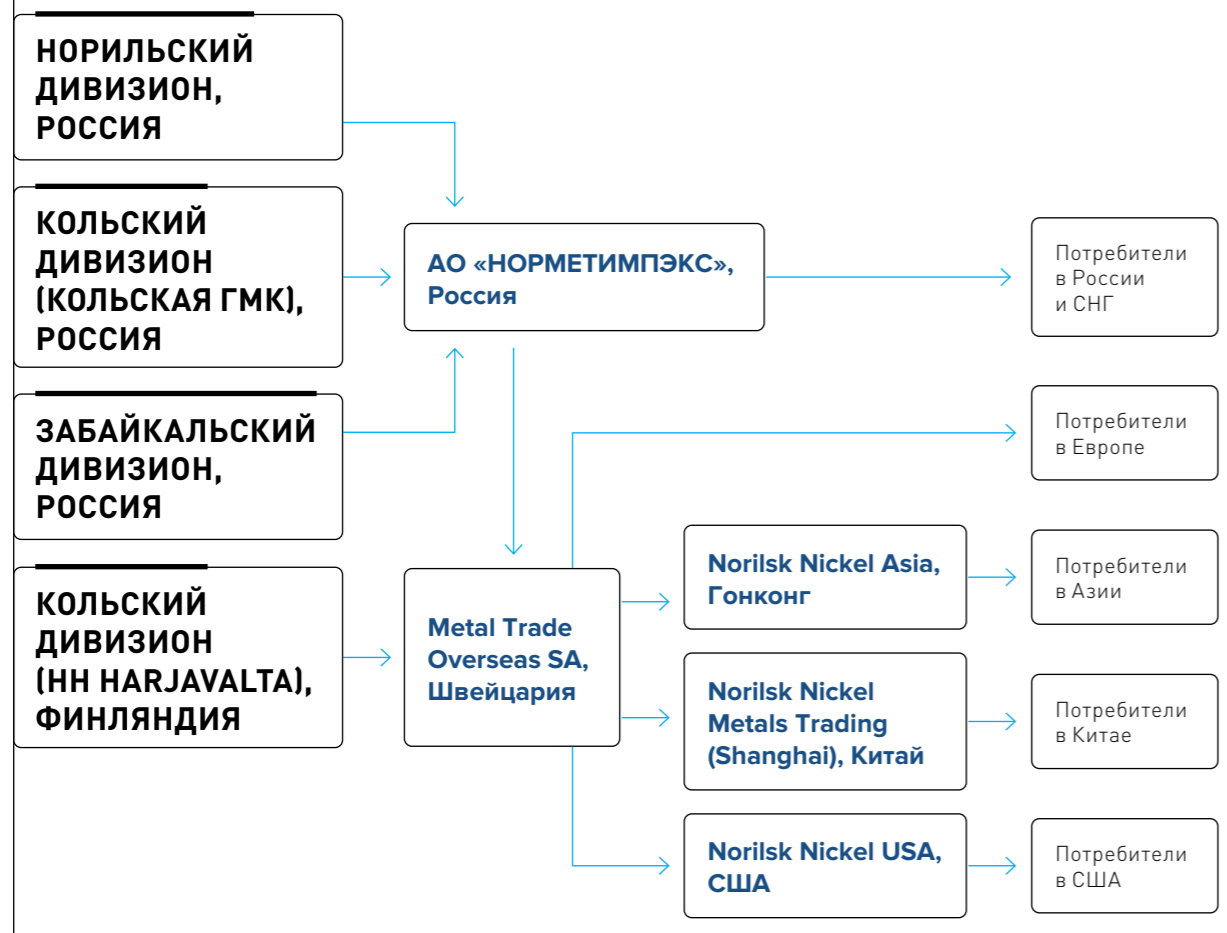 НОРИЛЬСКИЙ
ДИВИЗИОН,
РОССИЯ
КОЛЬСКИЙ
ДИВИЗИОН
(КОЛЬСКАЯ ГМК),
РОССИЯ
ЗАБАЙКАЛЬСКИЙ
ДИВИЗИОН,
РОССИЯ
КОЛЬСКИЙ
ДИВИЗИОН
(НН HARJAVALTA),
ФИНЛЯНДИЯ
АО «НОРМЕТИМПЭКС»,
Россия
Metal Trade
Overseas SA,
Швейцария
Norilsk Nickel Asia,
Гонконг
Norilsk Nickel
Metals Trading
(Shanghai), Китай
Norilsk Nickel USA,
США
Потребители
в России
и СНГ
Потребители
в Европе
Потребители
в Азии
Потребители
в Китае
Потребители
в США